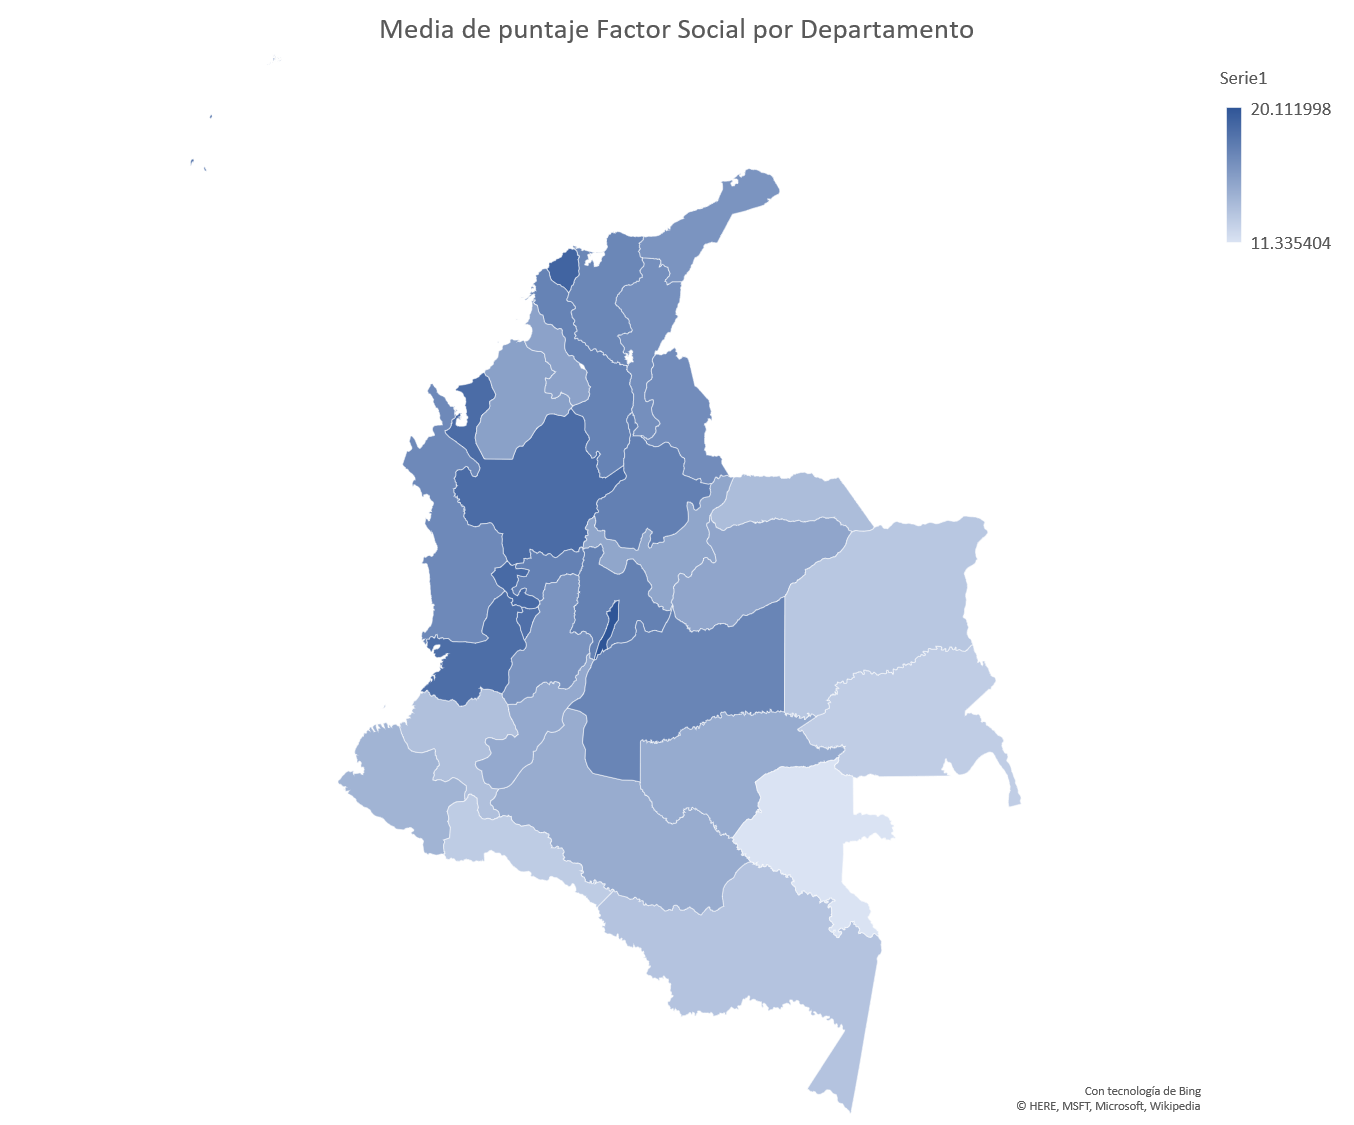 Media de puntaje Factor Social por Departamento
Serie1
20.111998
11.335404
Con tecnología de Bing
© HERE, MSFT, Microsoft, Wikipedia